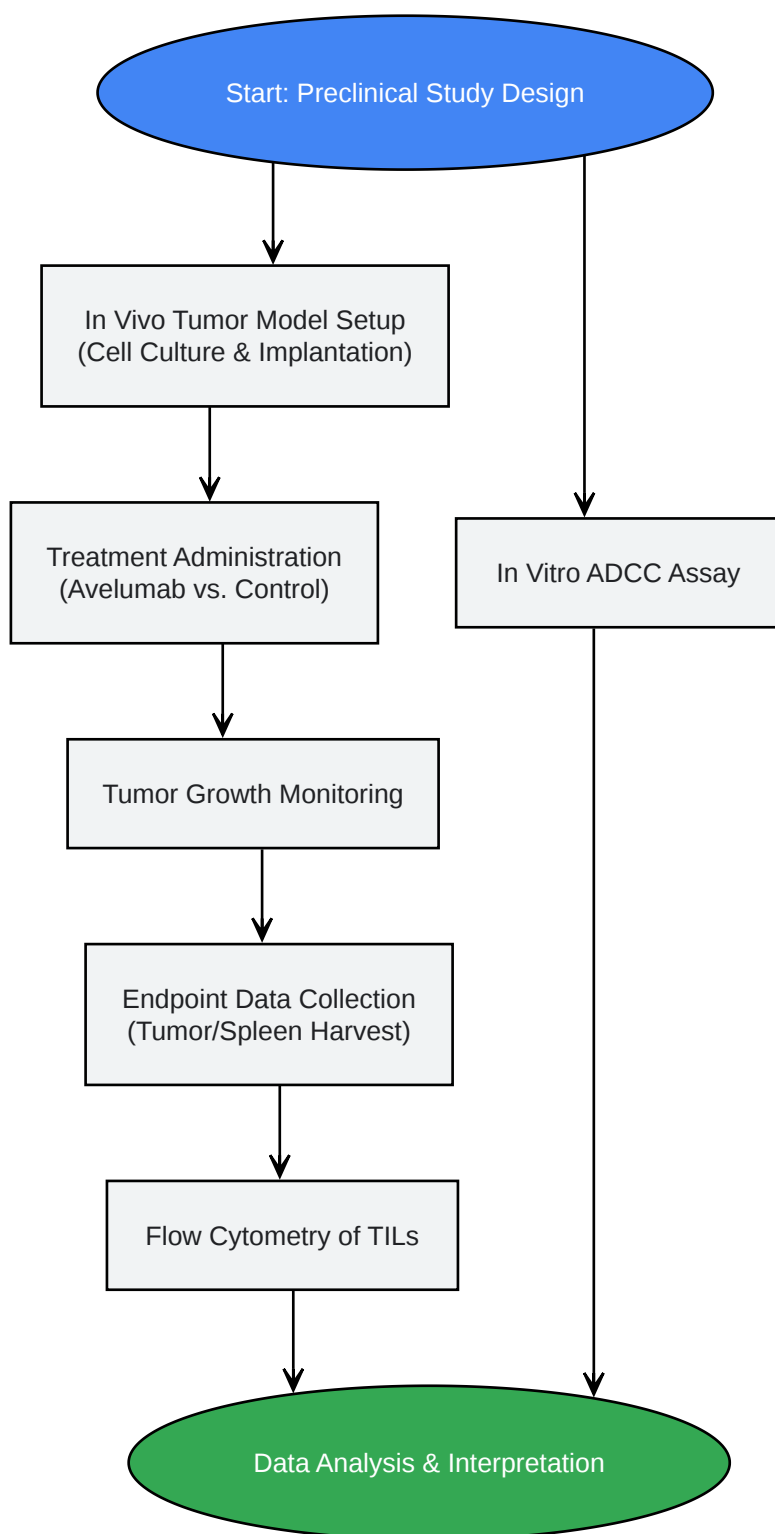 Start: Preclinical Study Design
In Vivo Tumor Model Setup
(Cell Culture & Implantation)
Treatment Administration
(Avelumab vs. Control)
In Vitro ADCC Assay
Tumor Growth Monitoring
Endpoint Data Collection
(Tumor/Spleen Harvest)
Flow Cytometry of TILs
Data Analysis & Interpretation